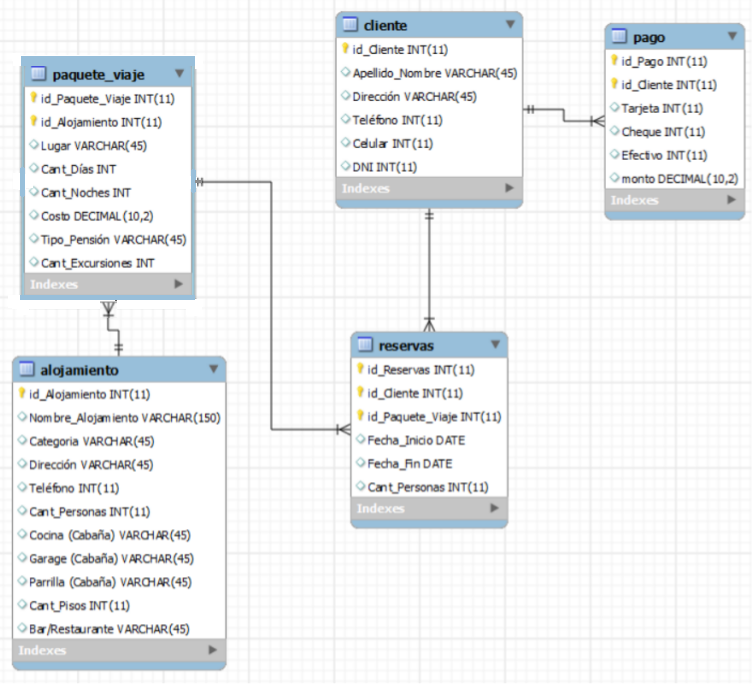 cliente
id_Cliente INT(11)
Apellido_Nombre VARCHAR(45)
Dirección VARCHAR(45)
Teléfono INT(11)
Celular INT(11)
DNI INT(11)
Indexes
pago
id_Pago INT(11)
id_Cliente INT(11)
Tarjeta INT(11)
Cheque INT(11)
Efectivo INT(11)
monto DECIMAL(10,2)
Indexes
paquete_viaje
id_Paquete_Viaje INT(11)
id_Alojamiento INT(11)
Lugar VARCHAR(45)
Cant_Días INT
Cant_Noches INT
Costo DECIMAL(10,2)
Tipo_Pensión VARCHAR(45)
Cant_Excursiones INT
Indexes
reservas
id_Reservas INT(11)
id_Cliente INT(11)
id_Paquete_Viaje INT(11)
Fecha_Inicio DATE
Fecha_Fin DATE
Cant_Personas INT(11)
Indexes
alojamiento
id_Alojamiento INT(11)
Nombre_Alojamiento VARCHAR(150)
Categoria VARCHAR(45)
Dirección VARCHAR(45)
Teléfono INT(11)
Cant_Personas INT(11)
Cocina (Cabaña) VARCHAR(45)
Garage (Cabaña) VARCHAR(45)
Parrilla (Cabaña) VARCHAR(45)
Cant_Pisos INT(11)
Bar/Restaurante VARCHAR(45)
Indexes